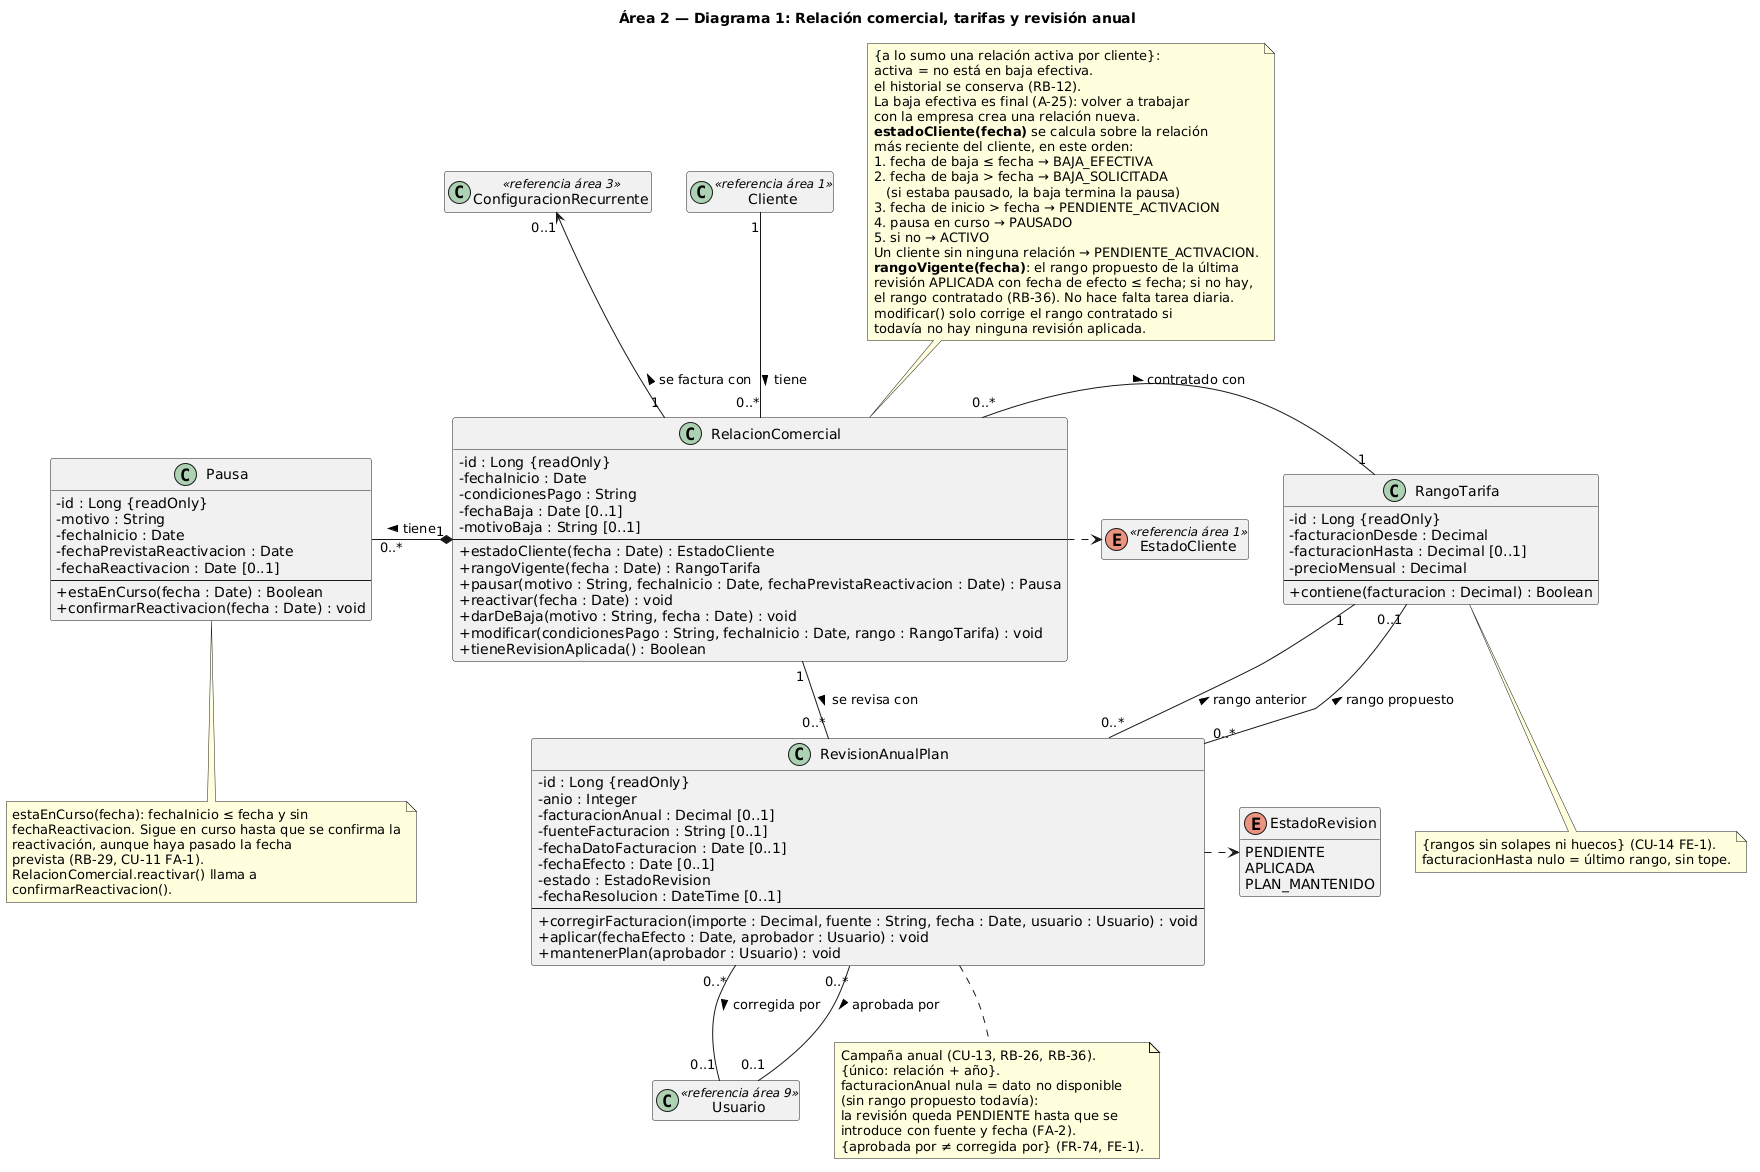 Área 2 — Diagrama 1: Relación comercial, tarifas y revisión anual
{a lo sumo una relación activa por cliente}:
activa = no está en baja efectiva.
el historial se conserva (RB-12).
La baja efectiva es final (A-25): volver a trabajar
con la empresa crea una relación nueva.
estadoCliente(fecha) se calcula sobre la relación
más reciente del cliente, en este orden:
1. fecha de baja ≤ fecha → BAJA_EFECTIVA
2. fecha de baja > fecha → BAJA_SOLICITADA
(si estaba pausado, la baja termina la pausa)
3. fecha de inicio > fecha → PENDIENTE_ACTIVACION
4. pausa en curso → PAUSADO
5. si no → ACTIVO
Un cliente sin ninguna relación → PENDIENTE_ACTIVACION.
rangoVigente(fecha): el rango propuesto de la última
revisión APLICADA con fecha de efecto ≤ fecha; si no hay,
el rango contratado (RB-36). No hace falta tarea diaria.
modificar() solo corrige el rango contratado si
todavía no hay ninguna revisión aplicada.
C
«referencia área 3»
ConfiguracionRecurrente
C
«referencia área 1»
Cliente
0..1
1
se factura con
tiene
contratado con
1
0..*
0..*
1
C RelacionComercial
-id : Long {readOnly}
-fechaInicio : Date
-condicionesPago : String
-fechaBaja : Date [0..1]
-motivoBaja : String [0..1]
+estadoCliente(fecha : Date) : EstadoCliente
+rangoVigente(fecha : Date) : RangoTarifa
+pausar(motivo : String, fechaInicio : Date, fechaPrevistaReactivacion : Date) : Pausa
+reactivar(fecha : Date) : void
+darDeBaja(motivo : String, fecha : Date) : void
+modificar(condicionesPago : String, fechaInicio : Date, rango : RangoTarifa) : void
+tieneRevisionAplicada() : Boolean
C Pausa
-id : Long {readOnly}
-motivo : String
-fechaInicio : Date
-fechaPrevistaReactivacion : Date
-fechaReactivacion : Date [0..1]
+estaEnCurso(fecha : Date) : Boolean
+confirmarReactivacion(fecha : Date) : void
tiene
1
0..*
E
«referencia área 1»
EstadoCliente
C RangoTarifa
-id : Long {readOnly}
-facturacionDesde : Decimal
-facturacionHasta : Decimal [0..1]
-precioMensual : Decimal
+contiene(facturacion : Decimal) : Boolean
1
0..1
1
se revisa con
rango anterior
rango propuesto
0..*
0..*
0..*
C RevisionAnualPlan
-id : Long {readOnly}
-anio : Integer
-facturacionAnual : Decimal [0..1]
-fuenteFacturacion : String [0..1]
-fechaDatoFacturacion : Date [0..1]
-fechaEfecto : Date [0..1]
-estado : EstadoRevision
-fechaResolucion : DateTime [0..1]
+corregirFacturacion(importe : Decimal, fuente : String, fecha : Date, usuario : Usuario) : void
+aplicar(fechaEfecto : Date, aprobador : Usuario) : void
+mantenerPlan(aprobador : Usuario) : void
estaEnCurso(fecha): fechaInicio ≤ fecha y sin
fechaReactivacion. Sigue en curso hasta que se confirma la
reactivación, aunque haya pasado la fecha
prevista (RB-29, CU-11 FA-1).
RelacionComercial.reactivar() llama a
confirmarReactivacion().
E EstadoRevision
PENDIENTE
APLICADA
PLAN_MANTENIDO
{rangos sin solapes ni huecos} (CU-14 FE-1).
facturacionHasta nulo = último rango, sin tope.
0..*
0..*
corregida por
aprobada por
0..1
0..1
C
«referencia área 9»
Usuario
Campaña anual (CU-13, RB-26, RB-36).
{único: relación + año}.
facturacionAnual nula = dato no disponible
(sin rango propuesto todavía):
la revisión queda PENDIENTE hasta que se
introduce con fuente y fecha (FA-2).
{aprobada por ≠ corregida por} (FR-74, FE-1).